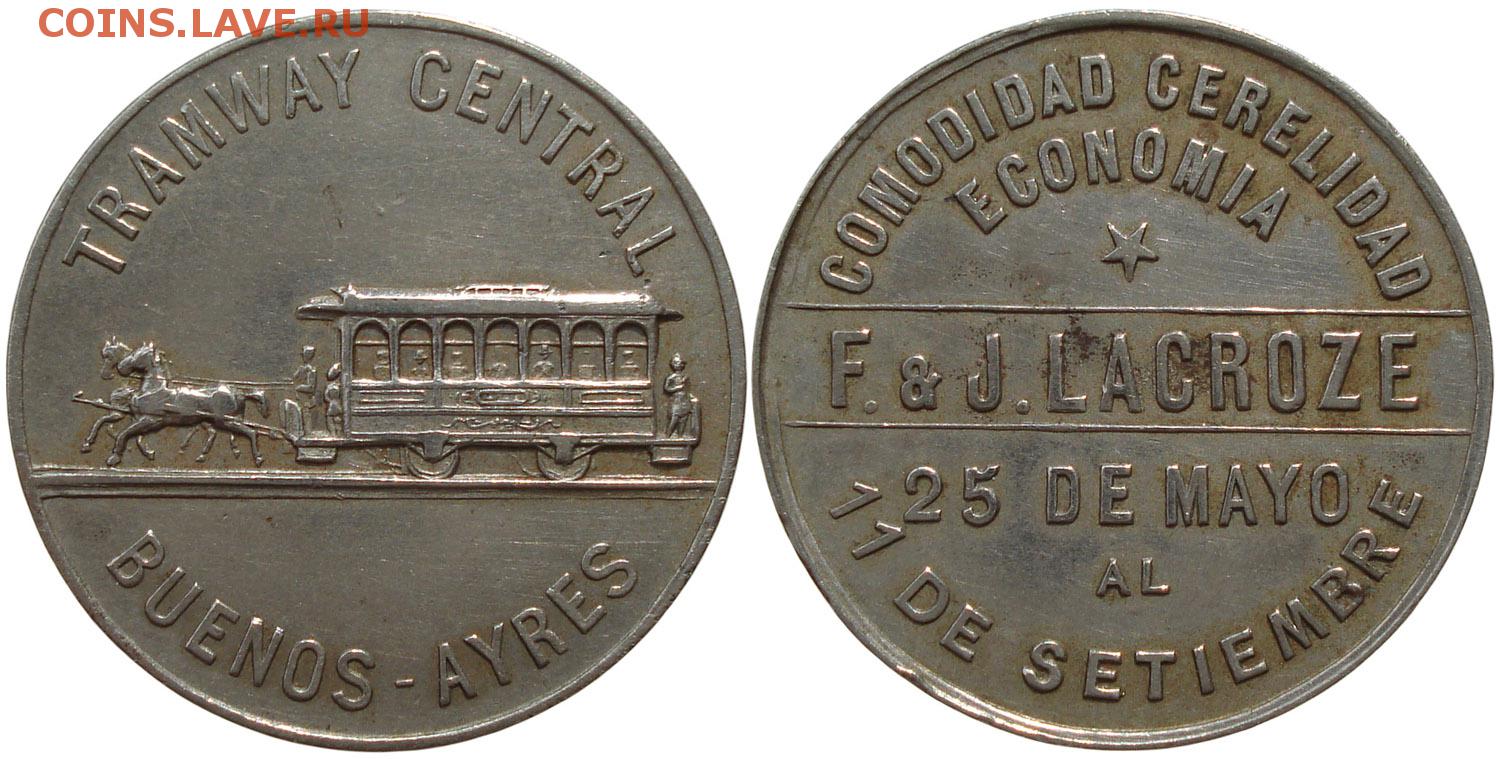 COINS.LAVE.RU
TRAMWAY CENTRAL
BUENOS-AYRES
COMODIDAD CERELIDAD
ECONOMIA
F. & J. LACROZE
25 DE MAYO
AL
11 DE SETIEMBRE